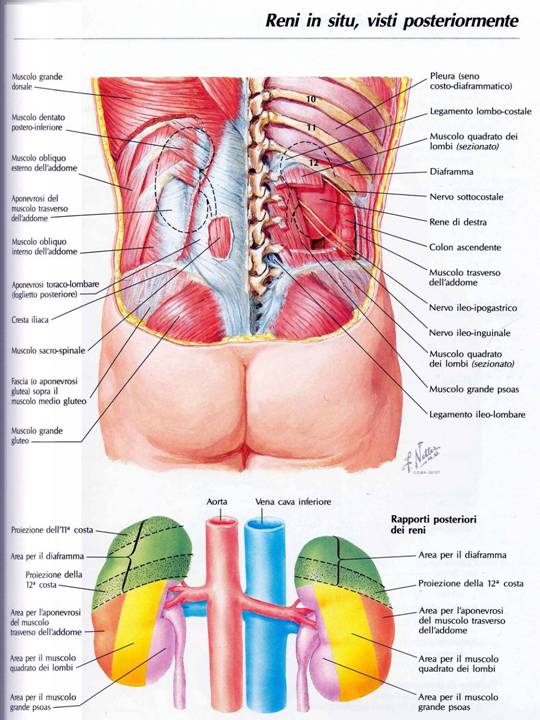 Reni in situ, visti posteriormente
Muscolo grande
dorsale
Muscolo dentato
postero-inferiore
Muscolo obliquo
esterno dell'addome
Aponevrosi del
muscolo trasverso
dell'addome
Muscolo obliquo
interno dell'addome
Aponevrosi toraco-lombare
(foglietto posteriore)
Cresta iliaca
Muscolo sacro-spinale
Fascia (o aponevrosi
glutea) sopra il
muscolo medio gluteo
Muscolo grande
gluteo
10
11
12
Pleura (seno
costo-diaframmatico)
Legamento lombo-costale
Muscolo quadrato dei
lombi (sezionato)
Diaframma
Nervo sottocostale
Rene di destra
Colon ascendente
Muscolo trasverso
dell'addome
Nervo ileo-ipogastrico
Nervo ileo-inguinale
Muscolo quadrato
dei lombi (sezionato)
Muscolo grande psoas
Legamento ileo-lombare
F. Netter
Aorta
Vena cava inferiore
Rapporti posteriori
dei reni
Proiezione dell'11ª costa
Area per il diaframma
Proiezione della
12ª costa
Area per l'aponevrosi
del muscolo
trasverso dell'addome
Area per il muscolo
quadrato dei lombi
Area per il muscolo
grande psoas
Area per il diaframma
Proiezione della 12ª costa
Area per l'aponevrosi
del muscolo trasverso
dell'addome
Area per il muscolo
quadrato dei lombi
Area per il muscolo
grande psoas